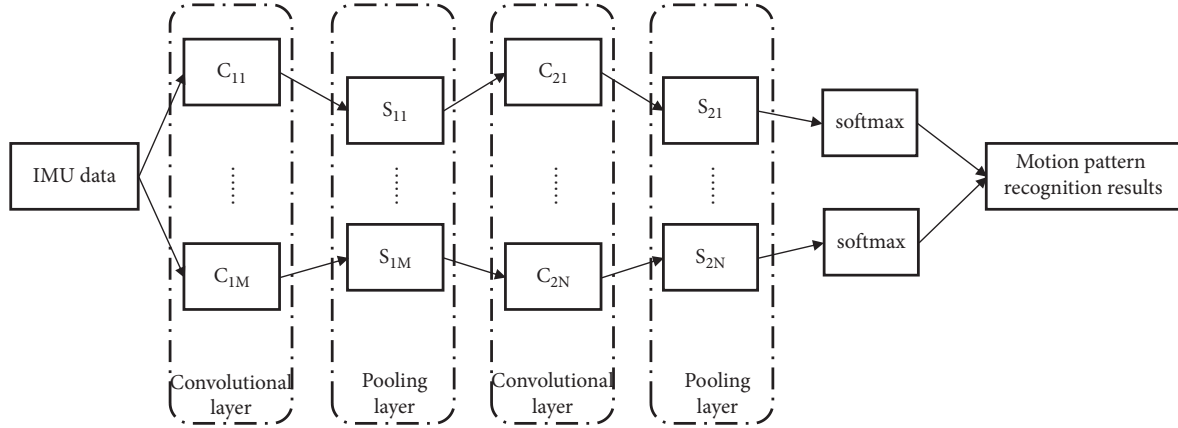 IMU data
C11
⋮
C1M
Convolutional
layer
S11
⋮
S1M
Pooling
layer
C21
⋮
C2N
Convolutional
layer
S21
⋮
S2N
Pooling
layer
softmax
softmax
Motion pattern
recognition results